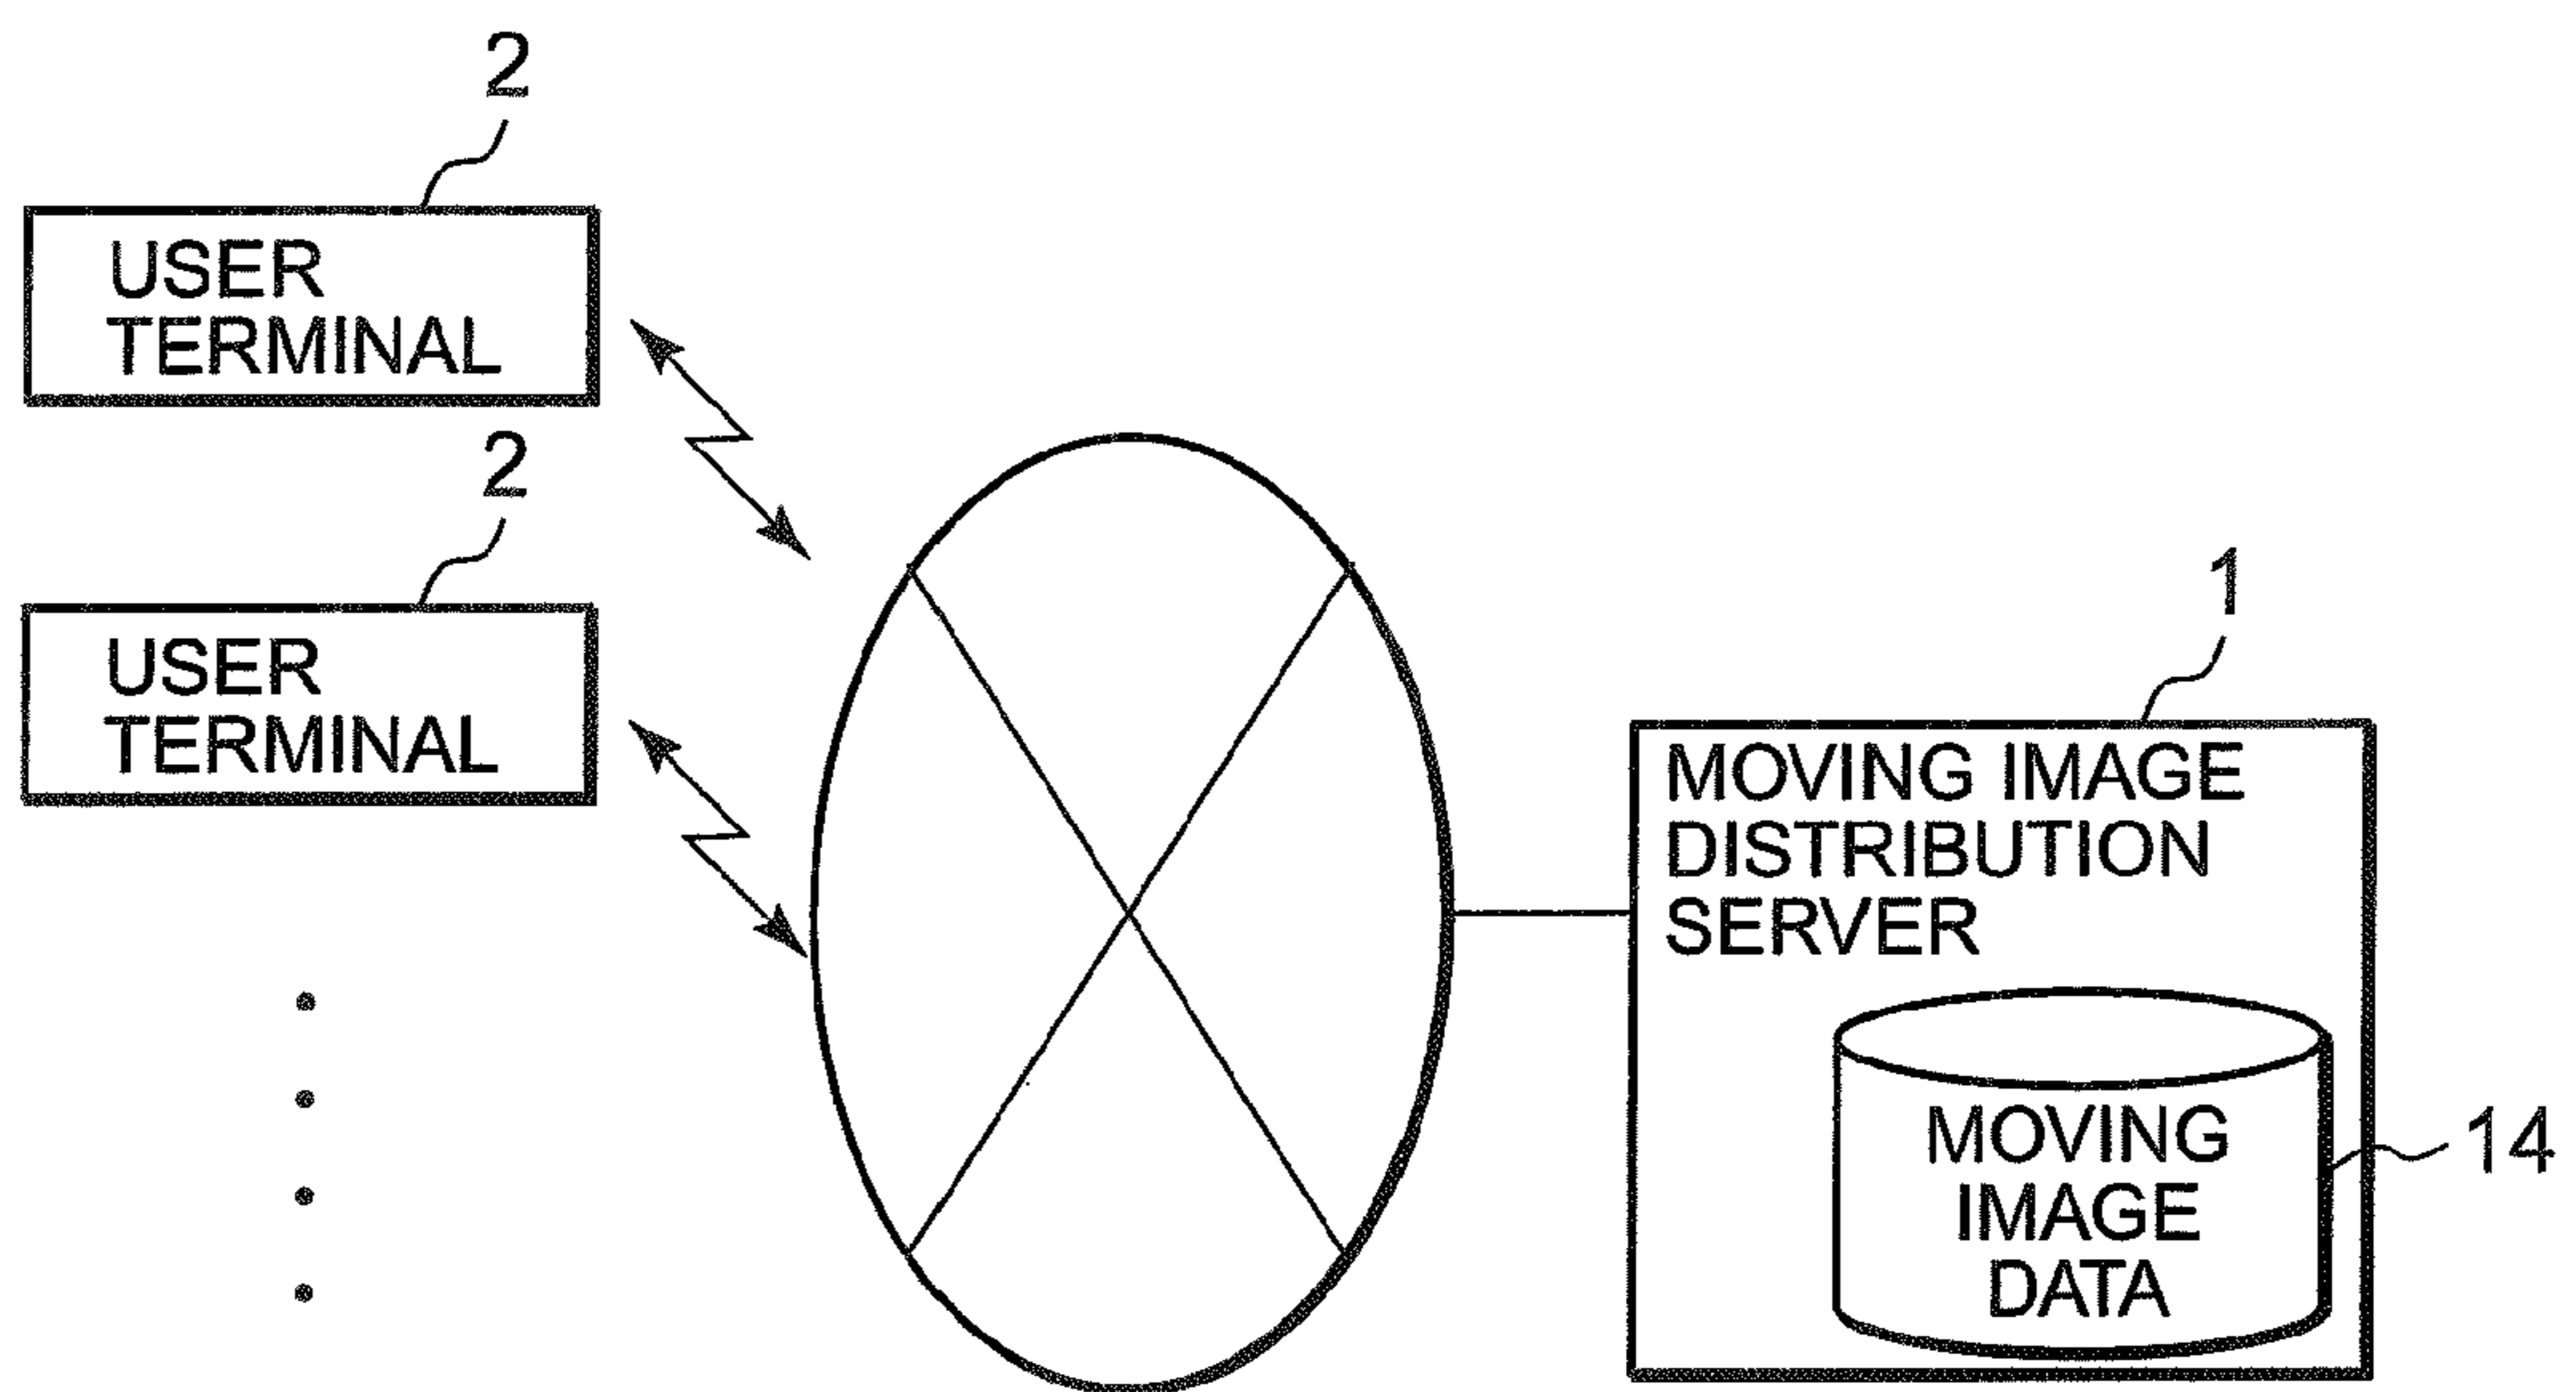 2
USER
TERMINAL
2
USER
TERMINAL
1
MOVING IMAGE
DISTRIBUTION
SERVER
MOVING
IMAGE
DATA
14